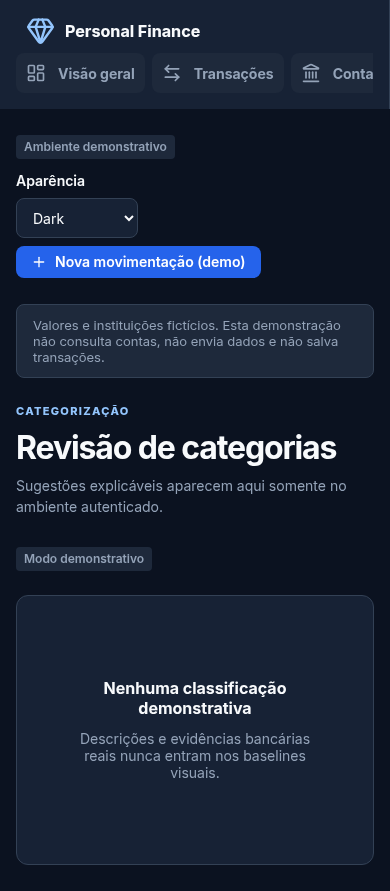 Personal Finance
Visão geral
Transações
Conta
Ambiente demonstrativo
Aparência
Dark
Nova movimentação (demo)
Valores e instituições fictícios. Esta demonstração
não consulta contas, não envia dados e não salva
transações.
CATEGORIZAÇÃO
Revisão de categorias
Sugestões explicáveis aparecem aqui somente no
ambiente autenticado.
Modo demonstrativo
Nenhuma classificação
demonstrativa
Descrições e evidências bancárias
reais nunca entram nos baselines
visuais.